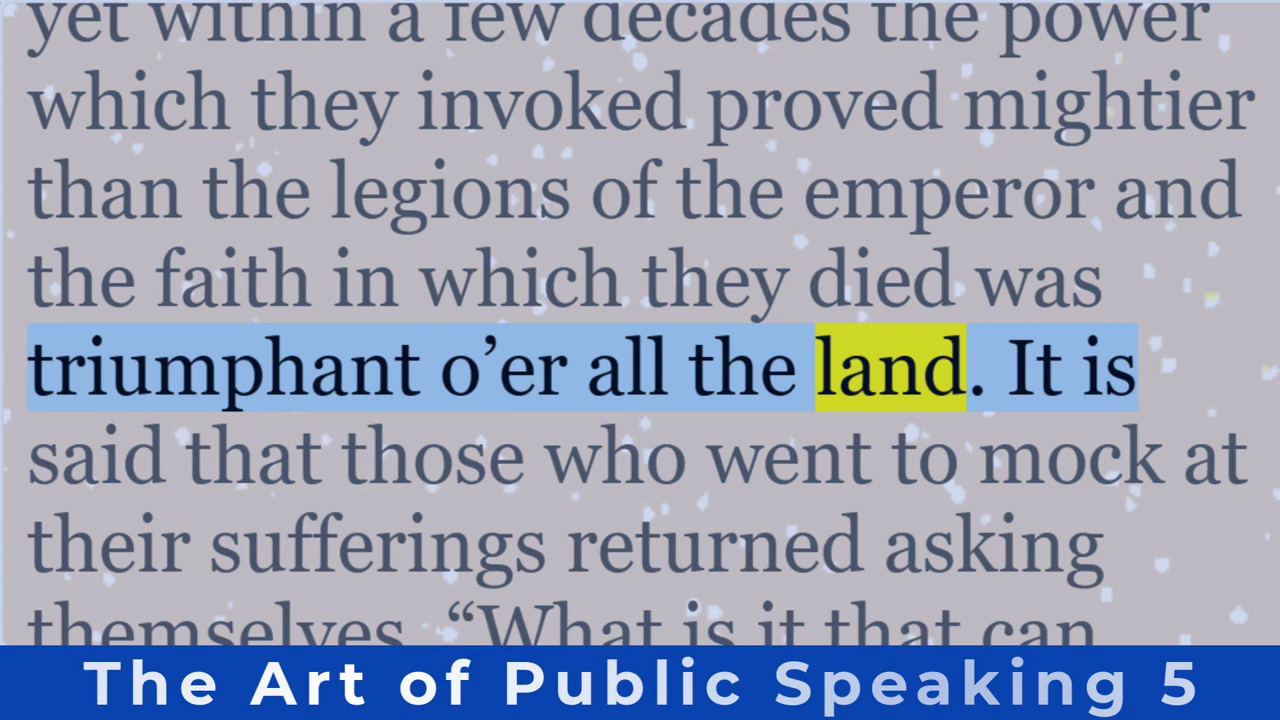 yet within a few decades the power
which they invoked proved mightier
than the legions of the emperor and
the faith in which they died was
triumphant o’er all the land. It is
said that those who went to mock at
their sufferings returned asking
themselves, “What is it that can
The Art of Public Speaking 5